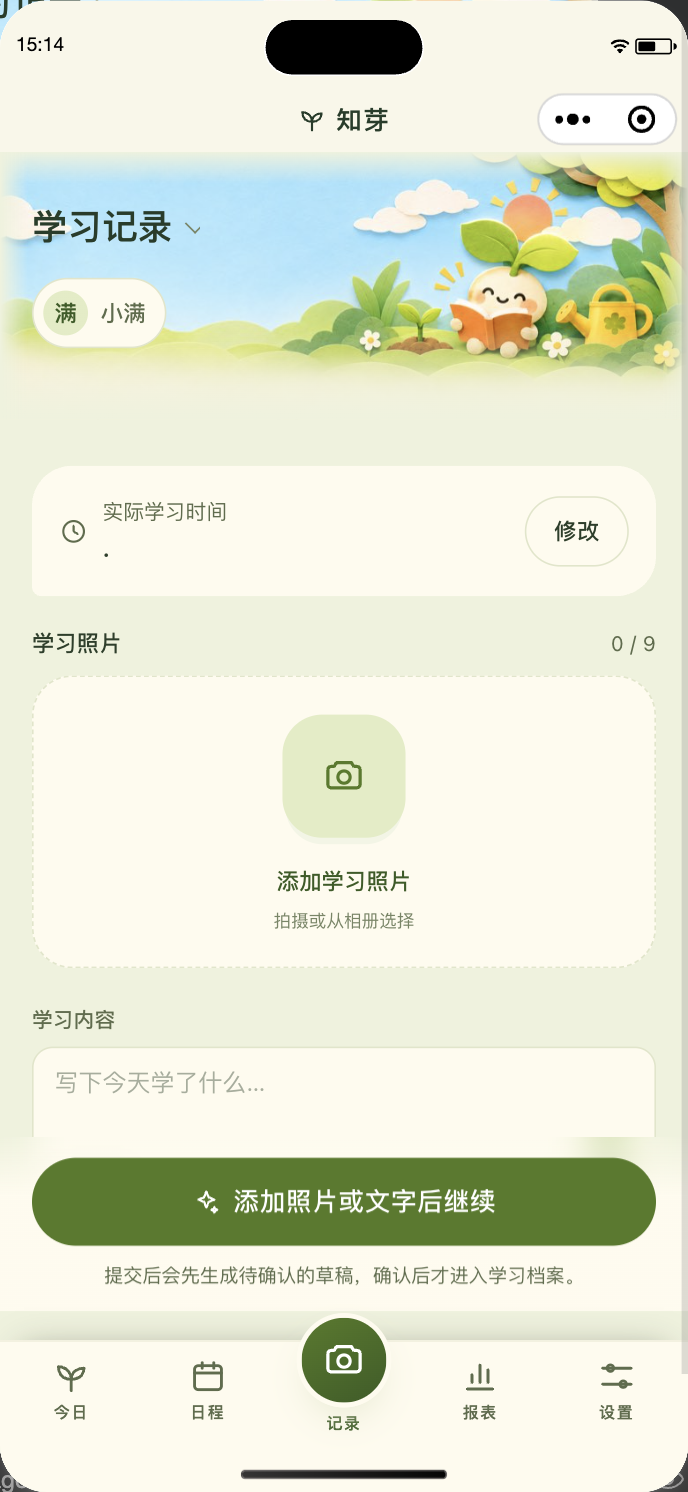 15:14
知芽
学习记录
满 小满
实际学习时间
·
修改
学习照片
0 / 9
添加学习照片
拍摄或从相册选择
学习内容
写下今天学了什么...
添加照片或文字后继续
提交后会先生成待确认的草稿，确认后才进入学习档案。
今日
日程
记录
报表
设置